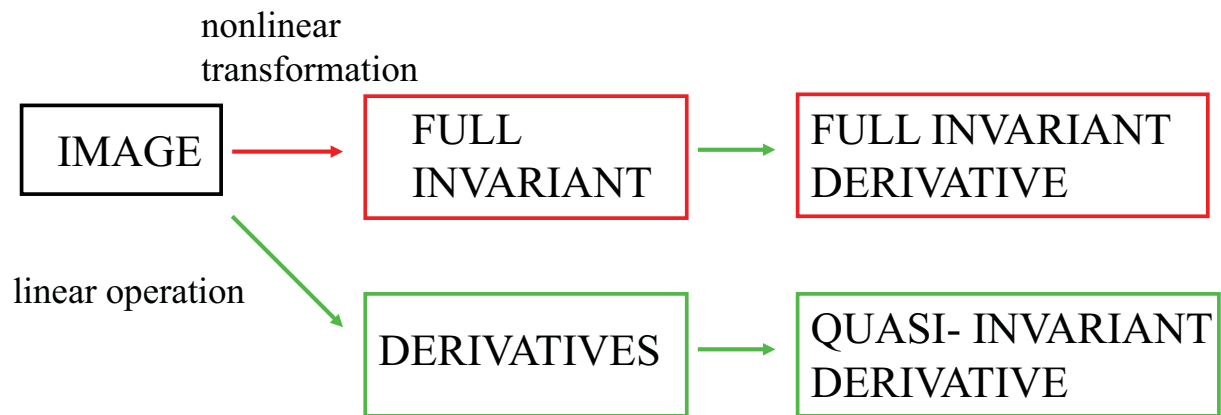 nonlinear
transformation
IMAGE
FULL
INVARIANT
FULL INVARIANT
DERIVATIVE
linear operation
DERIVATIVES
QUASI- INVARIANT
DERIVATIVE